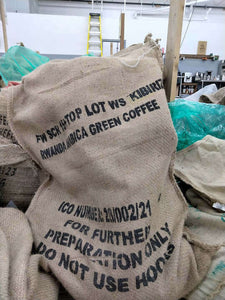 TOP LOT WS KIBIRIZI
RWANDA ARABICA GREEN COFFEE
ICO NUMBER: 20/002/21
FOR FURTHER
PREPARATION ONLY
DO NOT USE HOOKS